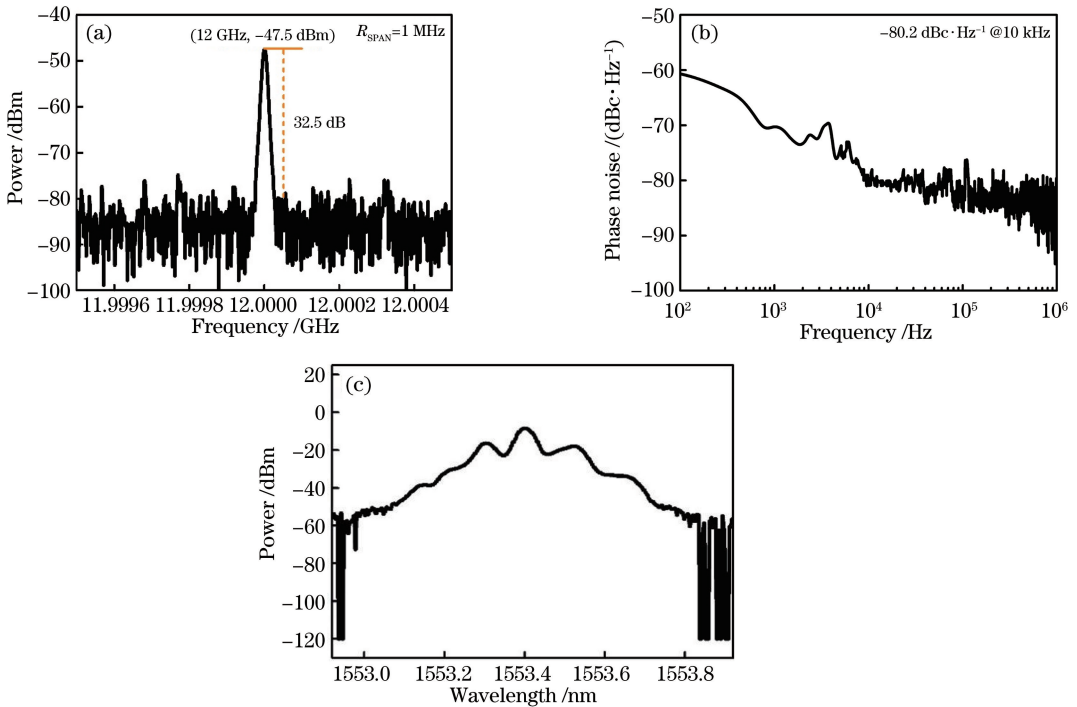 (a)
(12 GHz, −47.5 dBm)
R_SPAN=1 MHz
32.5 dB
Power /dBm
−40
−50
−60
−70
−80
−90
−100
11.9996 11.9998 12.0000 12.0002 12.0004
Frequency /GHz
(b)
−80.2 dBc·Hz⁻¹ @10 kHz
Phase noise /(dBc·Hz⁻¹)
−50
−60
−70
−80
−90
−100
10² 10³ 10⁴ 10⁵ 10⁶
Frequency /Hz
(c)
Power /dBm
20
0
−20
−40
−60
−80
−100
−120
1553.0 1553.2 1553.4 1553.6 1553.8
Wavelength /nm